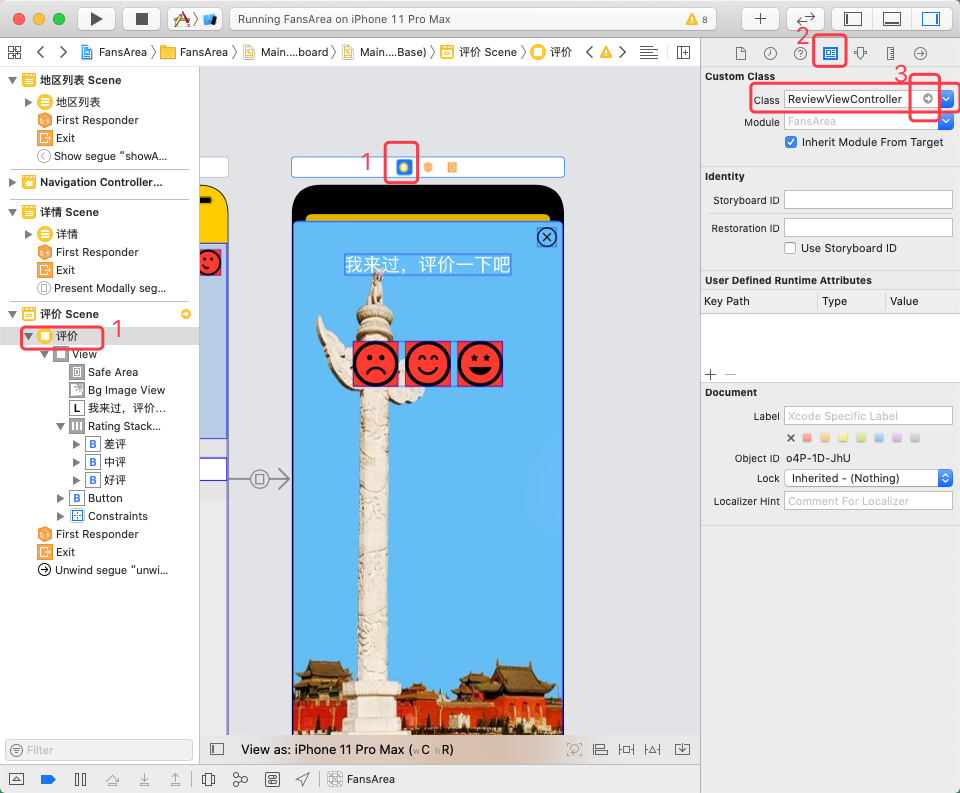 Running FansArea on iPhone 11 Pro Max
8
FansArea
FansArea
Main....board
Main....Base)
评价 Scene
评价
2
地区列表 Scene
地区列表
First Responder
Exit
Show segue “showA...
Navigation Controller...
详情 Scene
详情
First Responder
Exit
Present Modally seg...
评价 Scene
评价
1
View
Safe Area
Bg Image View
L
我来过，评价...
Rating Stack...
B
差评
B
中评
B
好评
B
Button
Constraints
First Responder
Exit
Unwind segue “unwi...
Filter
1
我来过，评价一下吧
View as: iPhone 11 Pro Max (wC hR)
FansArea
3
Custom Class
Class
ReviewViewController
Module
FansArea
Inherit Module From Target
Identity
Storyboard ID
Restoration ID
Use Storyboard ID
User Defined Runtime Attributes
Key Path
Type
Value
Document
Label
Xcode Specific Label
Object ID
o4P-1D-JhU
Lock
Inherited - (Nothing)
Localizer Hint
Comment For Localizer